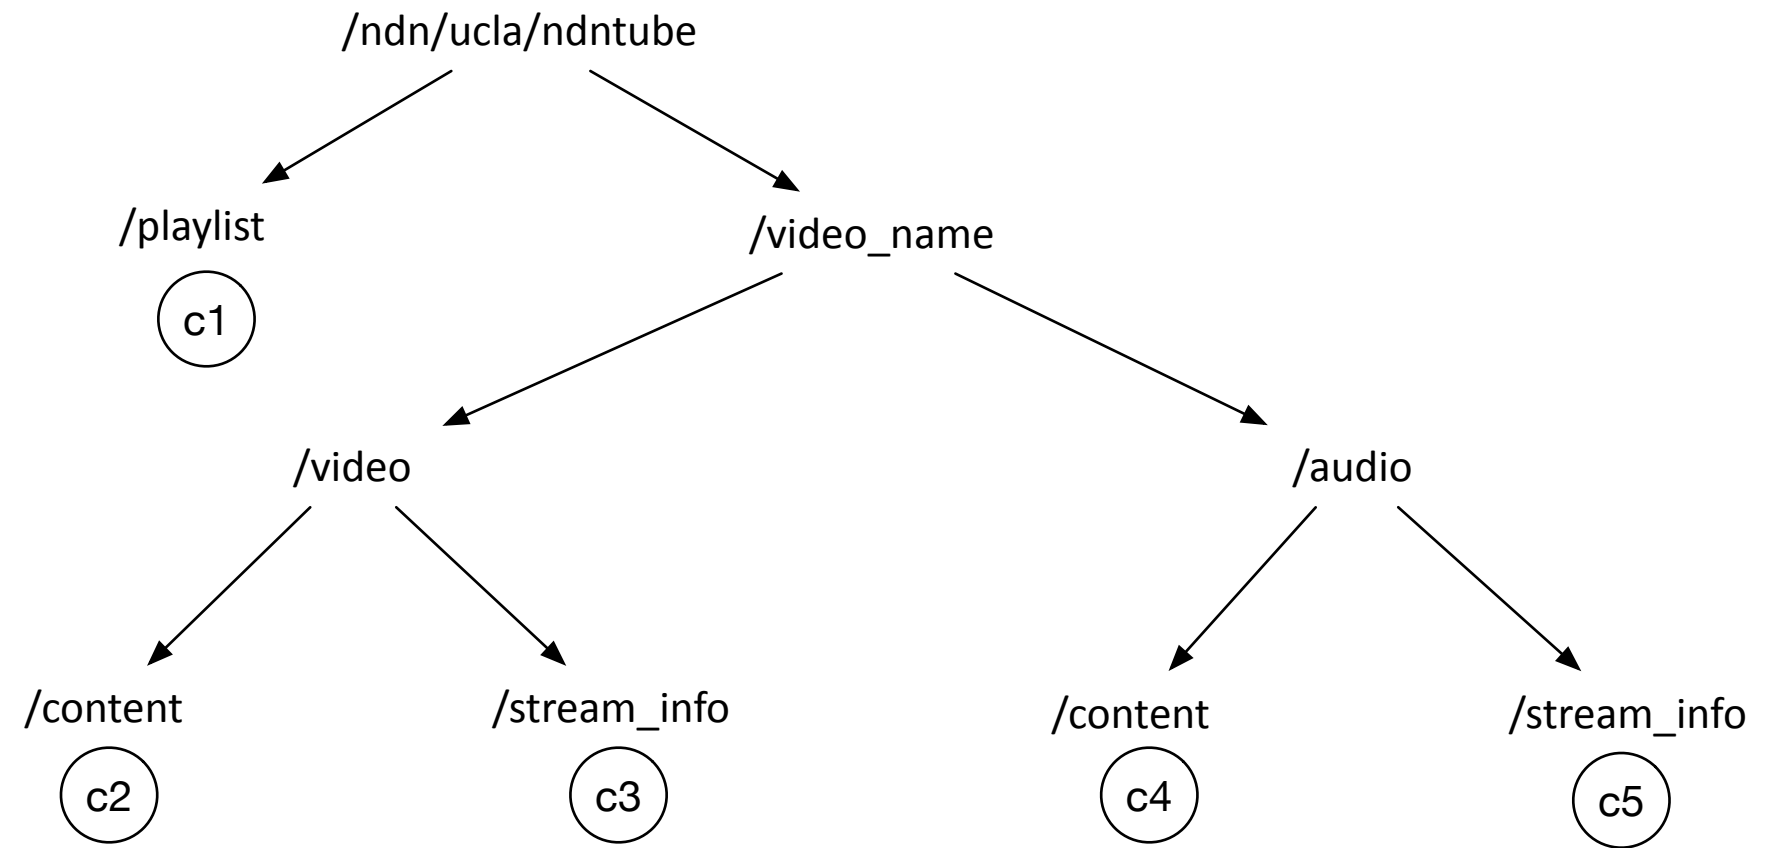 /ndn/ucla/ndntube
/playlist
/video_name
c1
/video
/audio
/content
/stream_info
/content
/stream_info
c2
c3
c4
c5